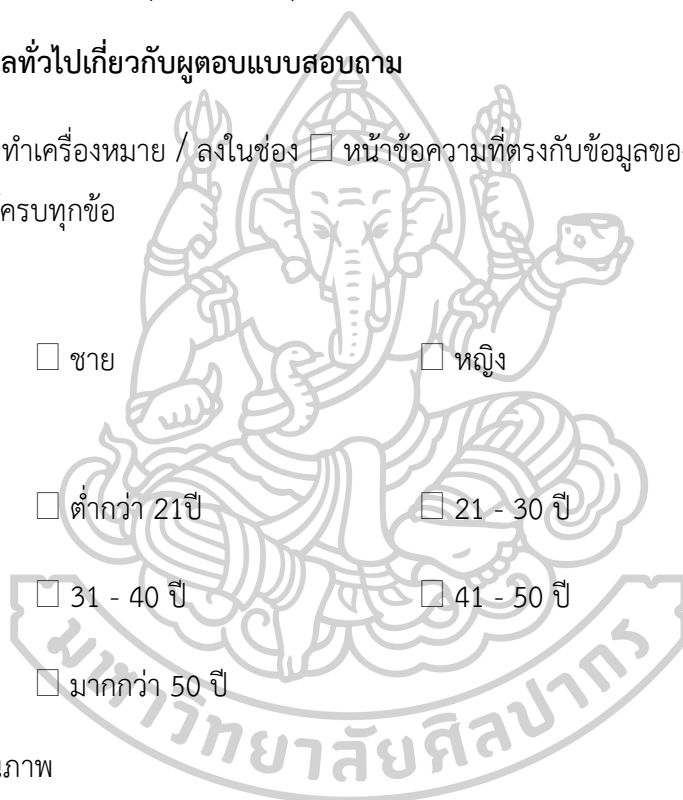 ลทั่วไปเกี่ยวกับผู้ตอบแบบสอบถาม
ทำเครื่องหมาย / ลงในช่อง □ หน้าข้อความที่ตรงกับข้อมูลขอ
ครบทุกข้อ
□ ชาย □ หญิง
□ ต่ำกว่า 21ปี □ 21 - 30 ปี
□ 31 - 40 ปี □ 41 - 50 ปี
□ มากกว่า 50 ปี
มหาวิทยาลัยศิลปากร
นภาพ